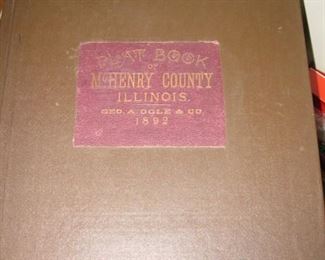 PLAT BOOK
OF
McHENRY COUNTY
ILLINOIS.
GEO. A. OGLE & CO.
1892